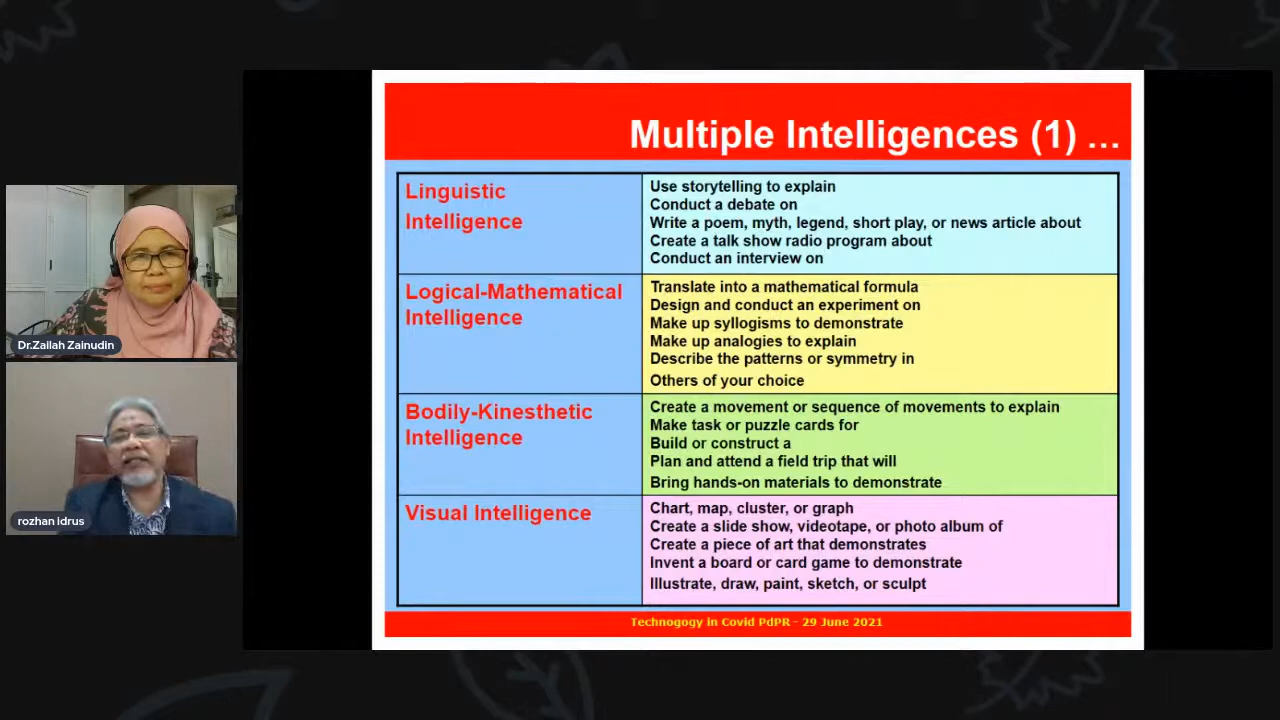 Multiple Intelligences (1) ...
Linguistic
Intelligence
Use storytelling to explain
Conduct a debate on
Write a poem, myth, legend, short play, or news article about
Create a talk show radio program about
Conduct an interview on
Logical-Mathematical
Intelligence
Translate into a mathematical formula
Design and conduct an experiment on
Make up syllogisms to demonstrate
Make up analogies to explain
Describe the patterns or symmetry in
Others of your choice
Bodily-Kinesthetic
Intelligence
Create a movement or sequence of movements to explain
Make task or puzzle cards for
Build or construct a
Plan and attend a field trip that will
Bring hands-on materials to demonstrate
Visual Intelligence
Chart, map, cluster, or graph
Create a slide show, videotape, or photo album of
Create a piece of art that demonstrates
Invent a board or card game to demonstrate
Illustrate, draw, paint, sketch, or sculpt
Technogogy in Covid PdPR - 29 June 2021
Dr.Zailah Zainudin
rozhan idrus